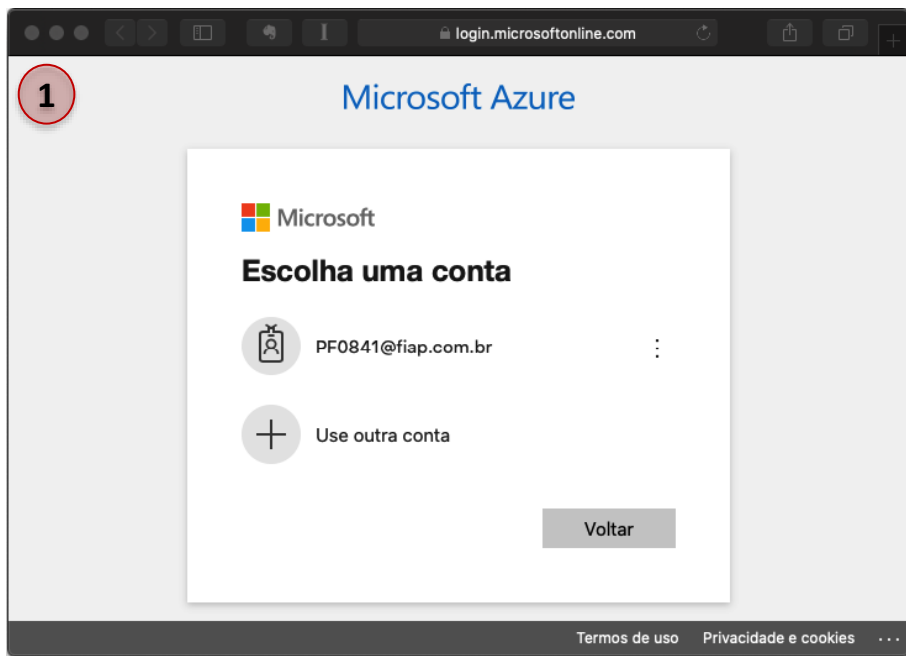 login.microsoftonline.com
1
Microsoft Azure
Microsoft
Escolha uma conta
PF0841@fiap.com.br
Use outra conta
Voltar
Termos de uso
Privacidade e cookies